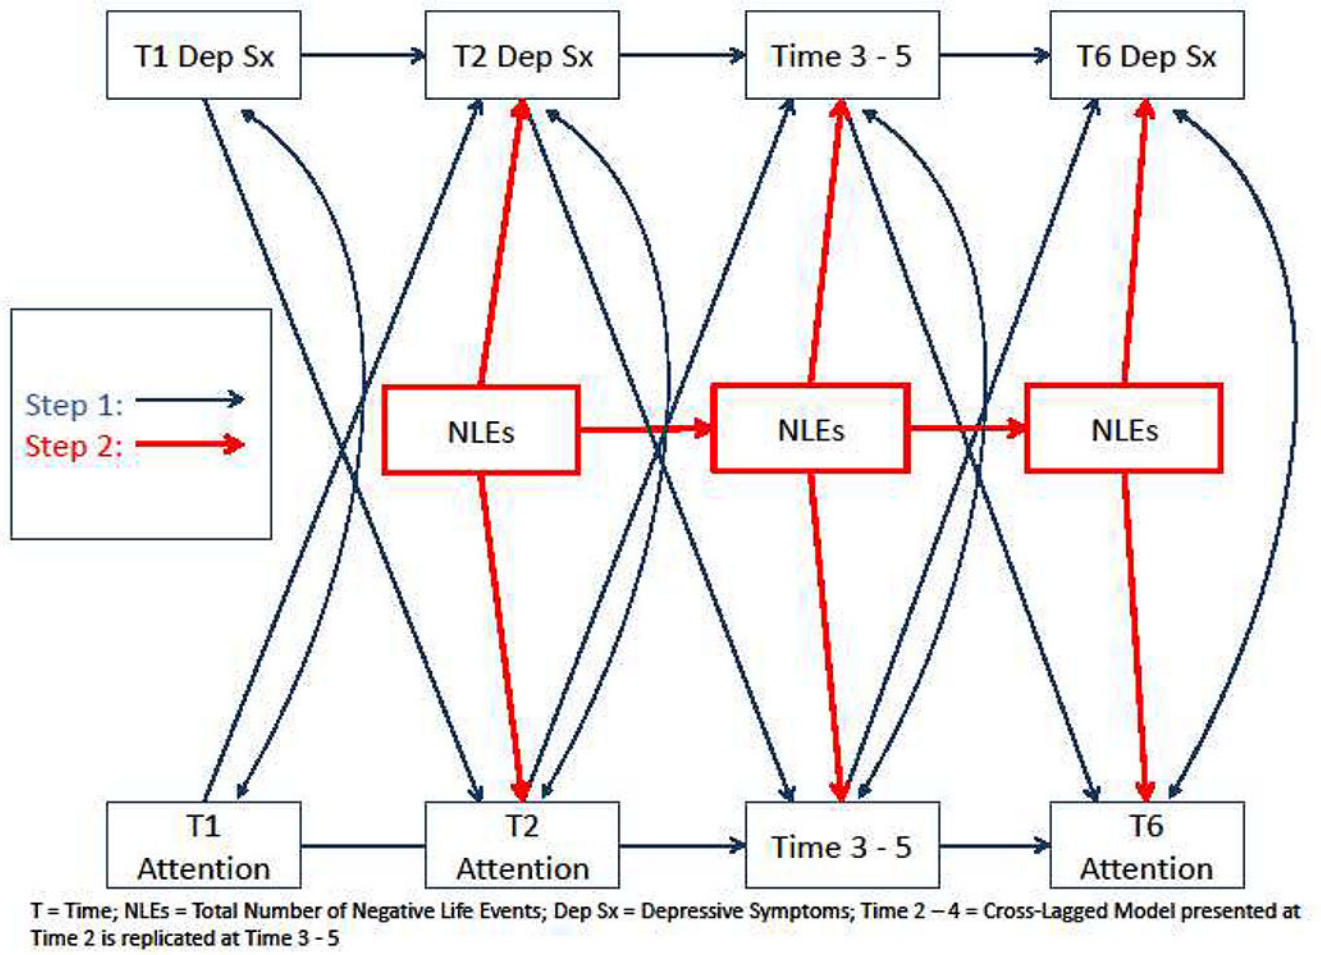 T1 Dep Sx
T2 Dep Sx
Time 3 - 5
T6 Dep Sx
Step 1:
Step 2:
NLEs
NLEs
NLEs
T1
Attention
T2
Attention
Time 3 - 5
T6
Attention
T = Time; NLEs = Total Number of Negative Life Events; Dep Sx = Depressive Symptoms; Time 2 – 4 = Cross-Lagged Model presented at
Time 2 is replicated at Time 3 - 5